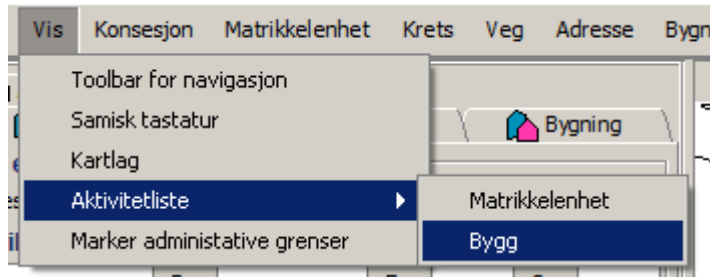 Vis Konsesjon Matrikkelenhet Krets Veg Adresse
Toolbar for navigasjon
Samisk tastatur
Bygning
Kartlag
Aktivitetliste
Matrikkelenhet
Marker administative grenser
Bygg